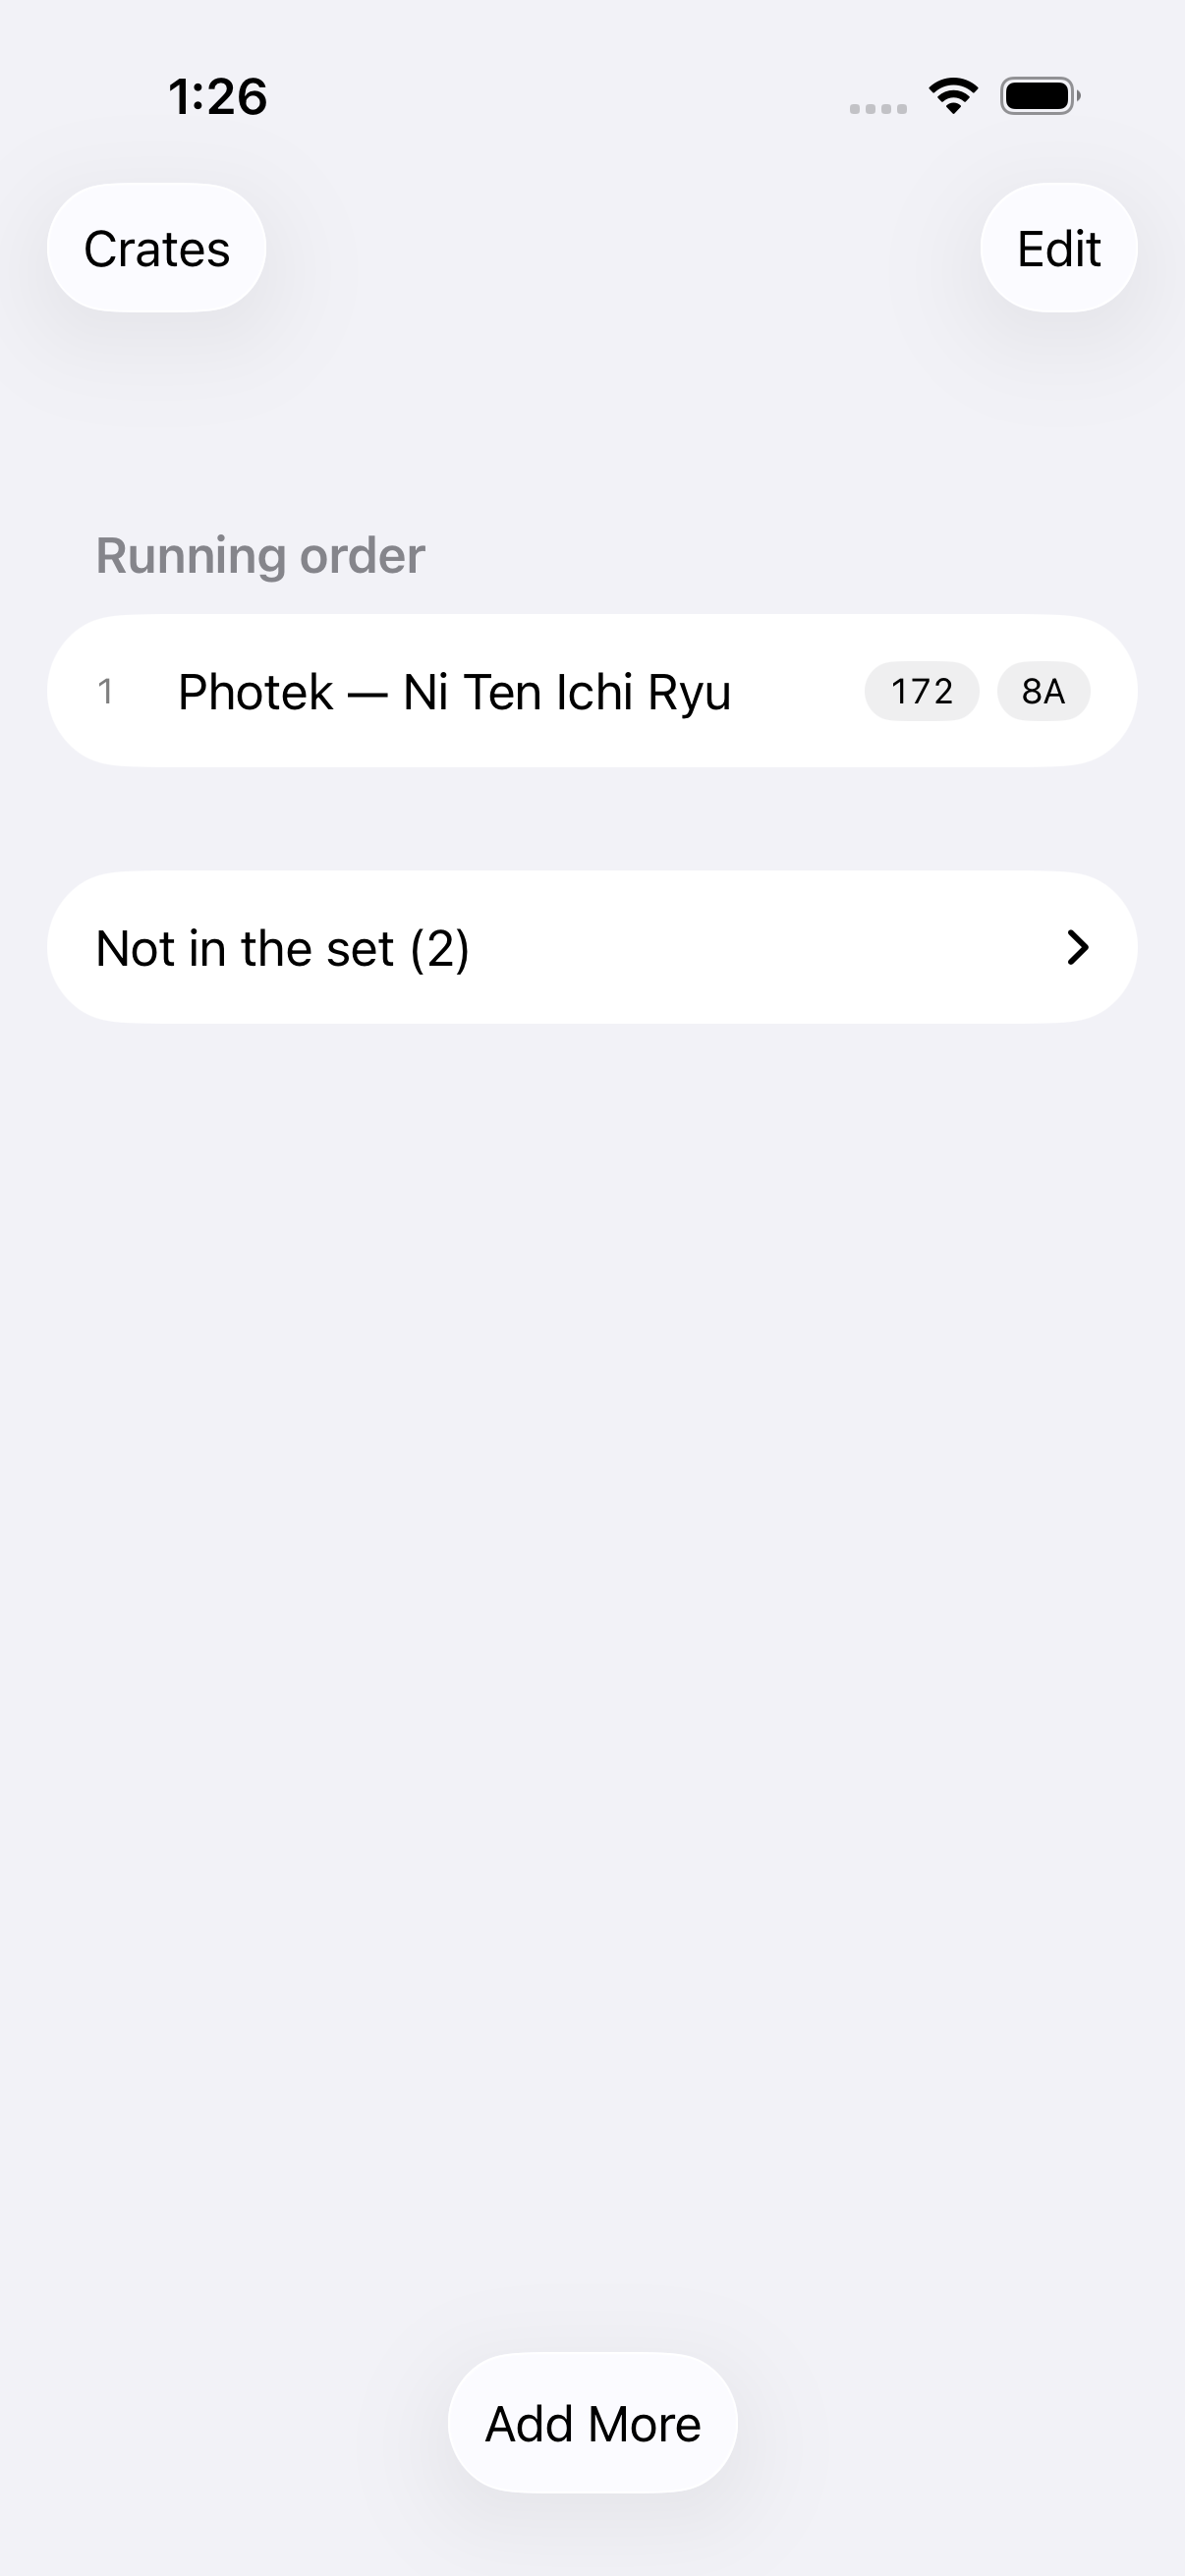 1:26
Crates
Edit
Running order
1 Photek — Ni Ten Ichi Ryu 172 8A
Not in the set (2)
Add More